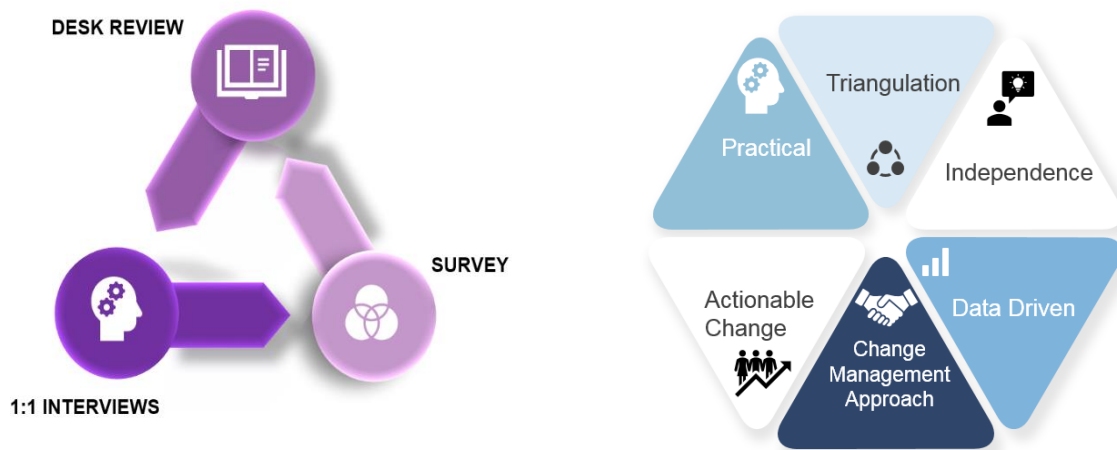 DESK REVIEW
SURVEY
1:1 INTERVIEWS
Practical
Triangulation
Independence
Actionable
Change
Change
Management
Approach
Data Driven